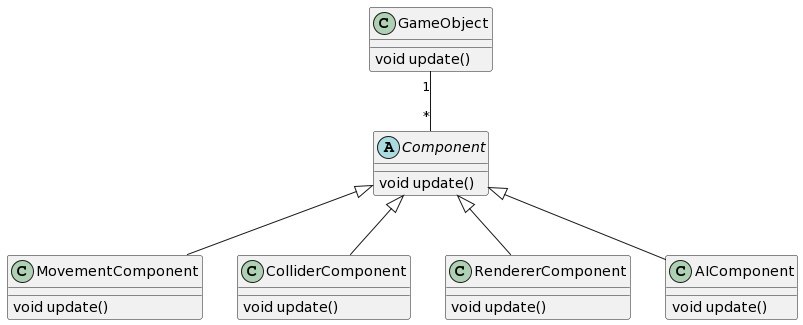 C GameObject
void update()
1
*
A Component
void update()
C MovementComponent
void update()
C ColliderComponent
void update()
C RendererComponent
void update()
C AIComponent
void update()